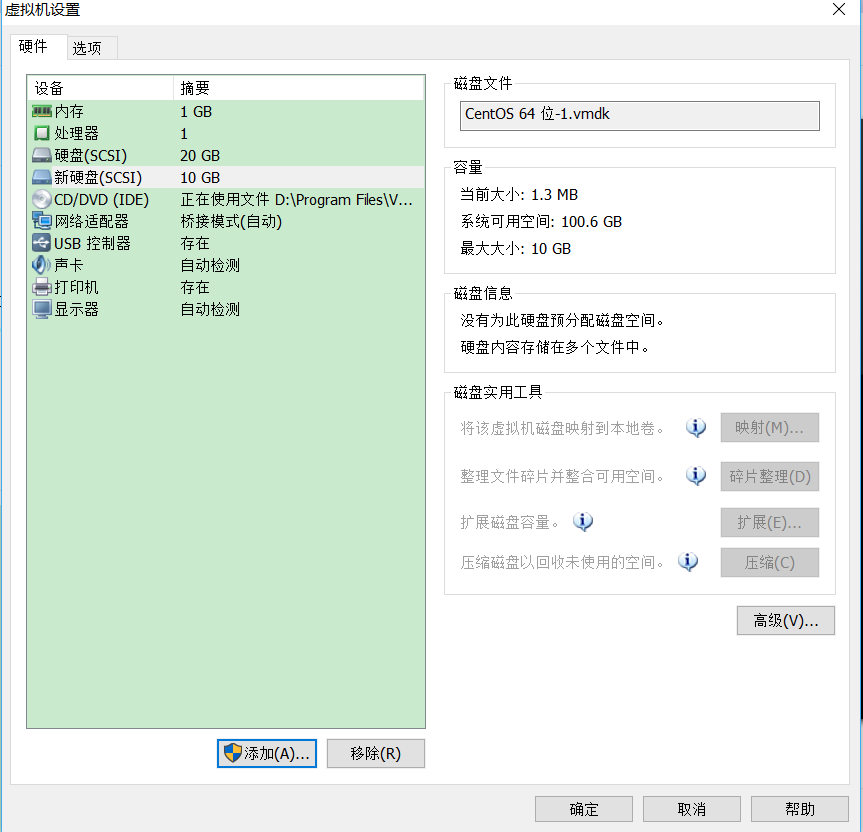 虚拟机设置
硬件 选项
设备 摘要
内存 1 GB
处理器 1
硬盘(SCSI) 20 GB
新硬盘(SCSI) 10 GB
CD/DVD (IDE) 正在使用文件 D:\Program Files\V...
网络适配器 桥接模式(自动)
USB 控制器 存在
声卡 自动检测
打印机 存在
显示器 自动检测
添加(A)... 移除(R)
磁盘文件
CentOS 64 位-1.vmdk
容量
当前大小: 1.3 MB
系统可用空间: 100.6 GB
最大大小: 10 GB
磁盘信息
没有为此硬盘预分配磁盘空间。
硬盘内容存储在多个文件中。
磁盘实用工具
将该虚拟机磁盘映射到本地卷。 映射(M)...
整理文件碎片并整合可用空间。 碎片整理(D)
扩展磁盘容量。 扩展(E)...
压缩磁盘以回收未使用的空间。 压缩(C)
高级(V)...
确定 取消 帮助